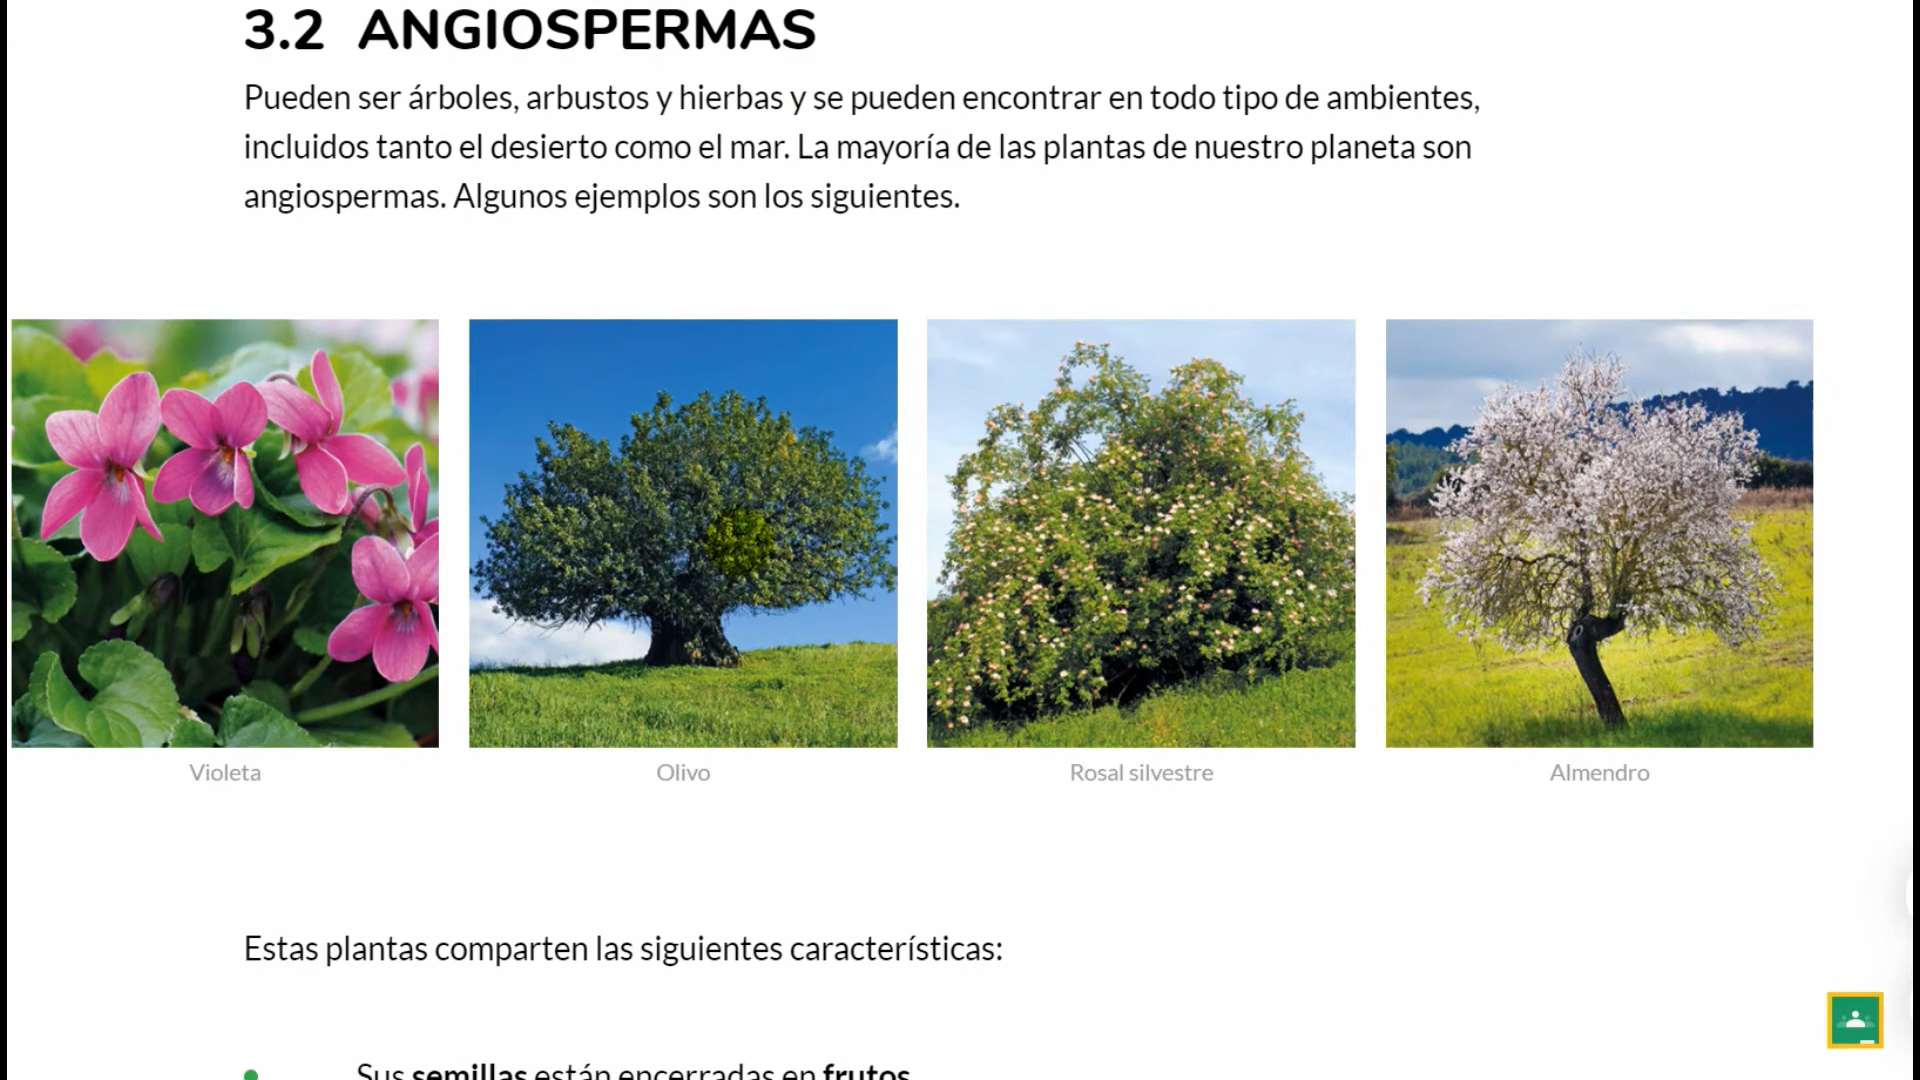 3.2 ANGIOSPERMAS
Pueden ser árboles, arbustos y hierbas y se pueden encontrar en todo tipo de ambientes,
incluidos tanto el desierto como el mar. La mayoría de las plantas de nuestro planeta son
angiospermas. Algunos ejemplos son los siguientes.
Violeta
Olivo
Rosal silvestre
Almendro
Estas plantas comparten las siguientes características:
Sus semillas están encerradas en frutos